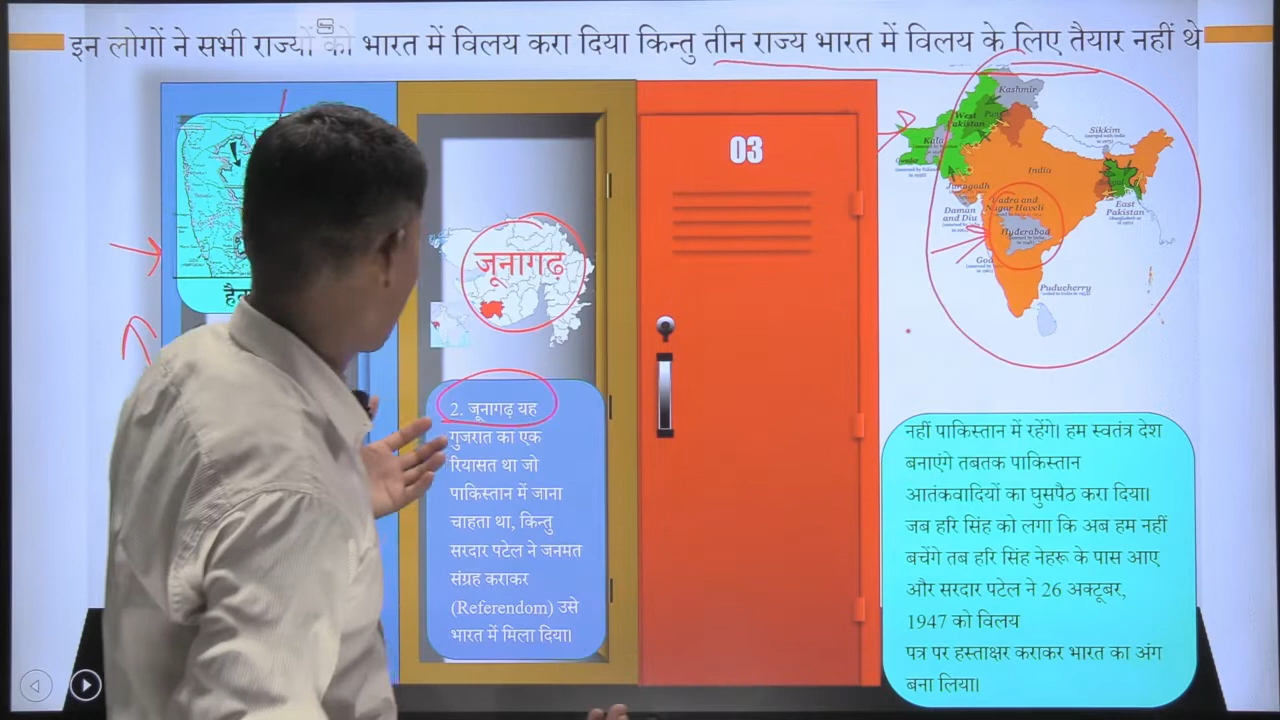 इन लोगों ने सभी राज्यों को भारत में विलय करा दिया किन्तु तीन राज्य भारत में विलय के लिए तैयार नहीं थे
03
जूनागढ़
2. जूनागढ़ यह
गुजरात का एक
रियासत था जो
पाकिस्तान में जाना
चाहता था, किन्तु
सरदार पटेल ने जनमत
संग्रह कराकर
(Referendom) उसे
भारत में मिला दिया।
Kashmir
West
Pakistan
Sikkim
India
Junagadh
Dadra and
Nagar Haveli
Daman
and Diu
Hyderabad
East
Pakistan
Puducherry
नहीं पाकिस्तान में रहेंगे। हम स्वतंत्र देश
बनाएंगे तबतक पाकिस्तान
आतंकवादियों का घुसपैठ करा दिया।
जब हरि सिंह को लगा कि अब हम नहीं
बचेंगे तब हरि सिंह नेहरू के पास आए
और सरदार पटेल ने 26 अक्टूबर,
1947 को विलय
पत्र पर हस्ताक्षर कराकर भारत का अंग
बना लिया।